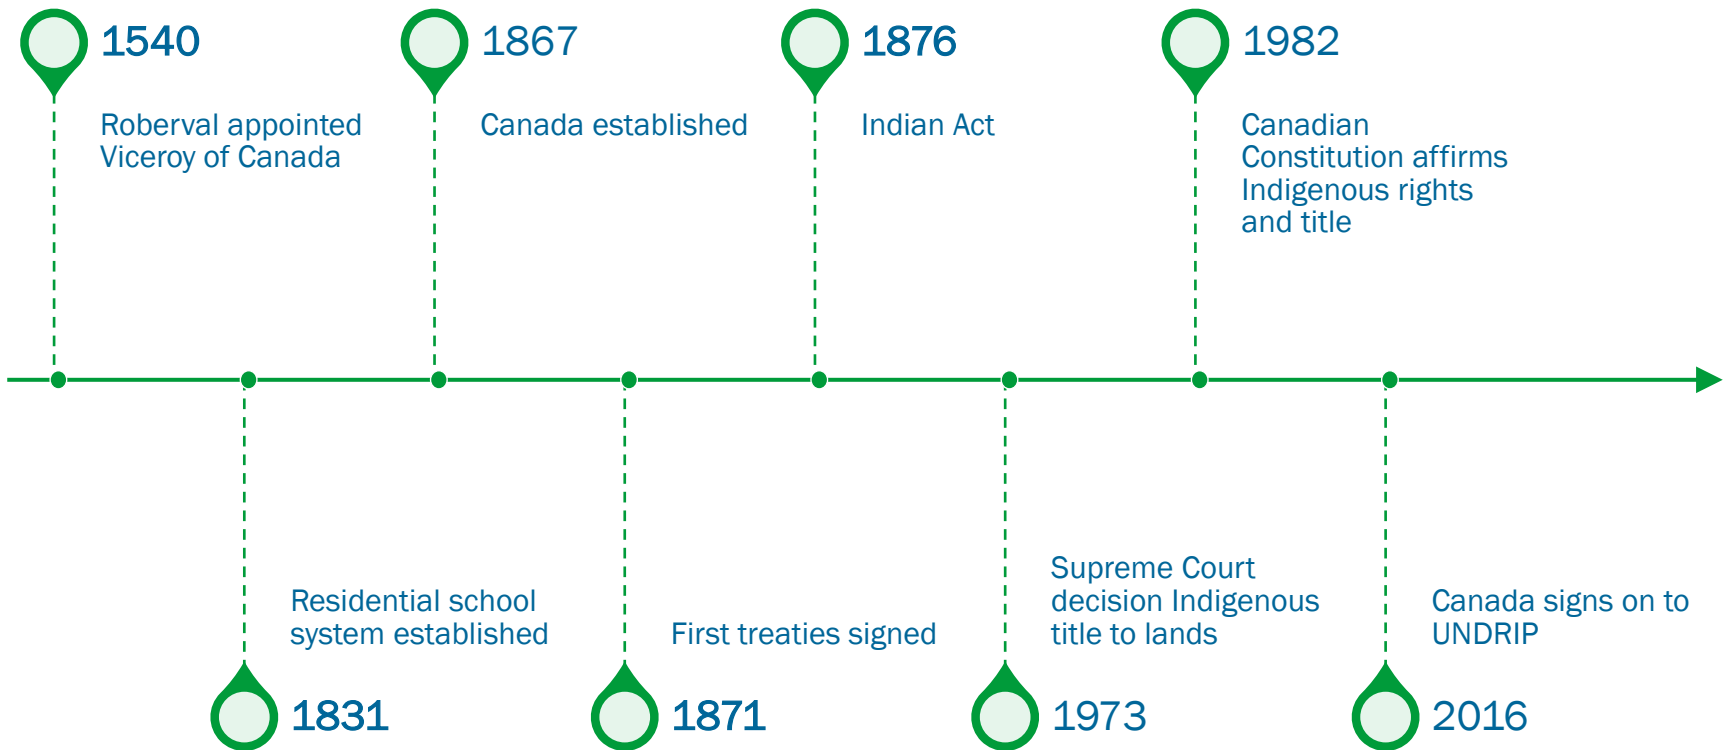 1540
Roberval appointed
Viceroy of Canada
1867
Canada established
1876
Indian Act
1982
Canadian
Constitution affirms
Indigenous rights
and title
Residential school
system established
1831
First treaties signed
1871
Supreme Court
decision Indigenous
title to lands
1973
Canada signs on to
UNDRIP
2016